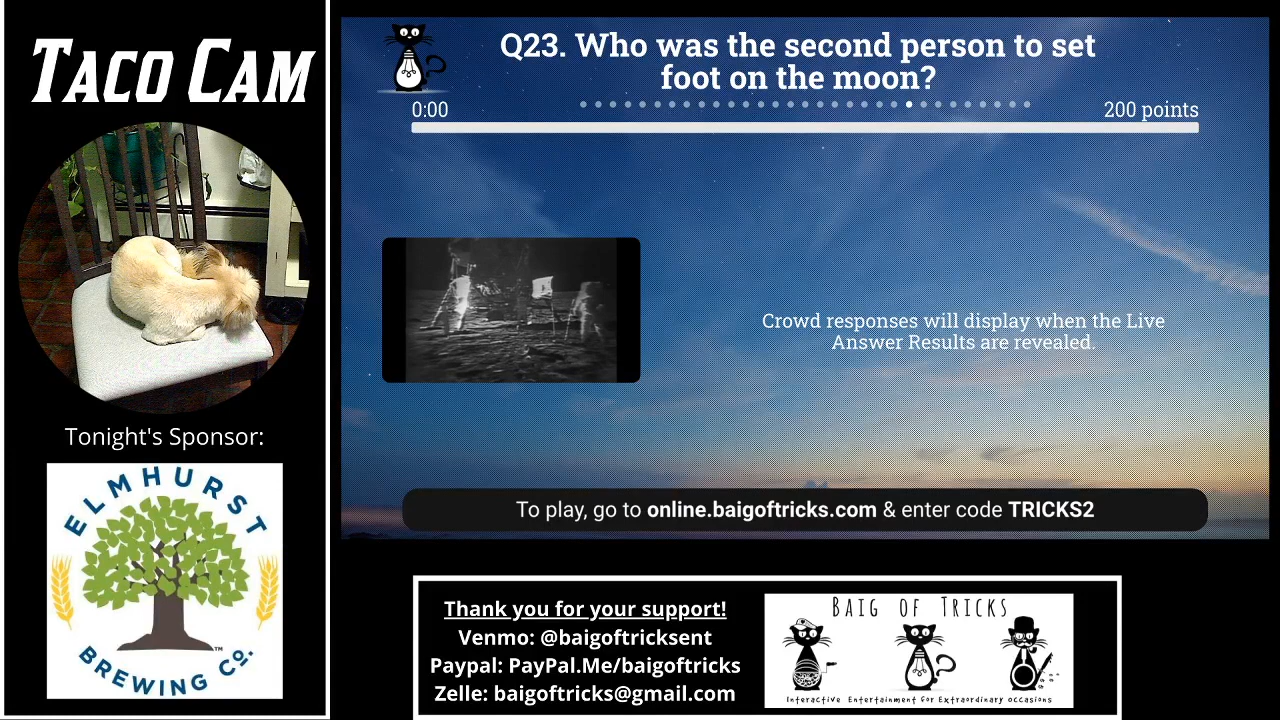 TACO CAM
Tonight's Sponsor:
ELMHURST
BREWING CO.
TM
Q23. Who was the second person to set
foot on the moon?
0:00
200 points
Crowd responses will display when the Live
Answer Results are revealed.
To play, go to online.baigoftricks.com & enter code TRICKS2
Thank you for your support!
Venmo: @baigoftricksent
Paypal: PayPal.Me/baigoftricks
Zelle: baigoftricks@gmail.com
BAIG OF TRICKS
Interactive Entertainment for Extraordinary occasions